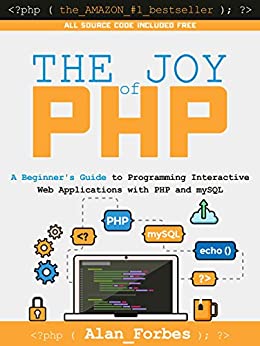 <?php ( the_AMAZON_#1_bestseller ); ?>
ALL SOURCE CODE INCLUDED FREE
THE JOY
of
PHP
A Beginner's Guide to Programming Interactive
Web Applications with PHP and mySQL
PHP
<?
mySQL
echo ()
?>
<?php ( Alan_Forbes ); ?>